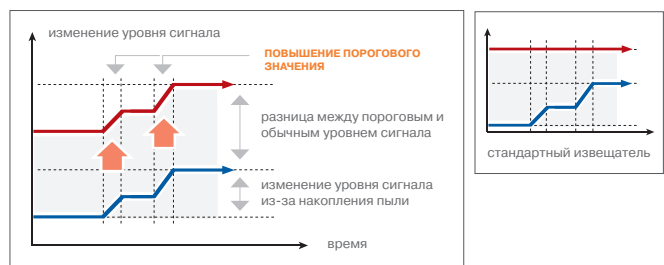 изменение уровня сигнала
ПОВЫШЕНИЕ ПОРОГОВОГО
ЗНАЧЕНИЯ
разница между пороговым и
обычным уровнем сигнала
изменение уровня сигнала
из-за накопления пыли
время
стандартный извещатель